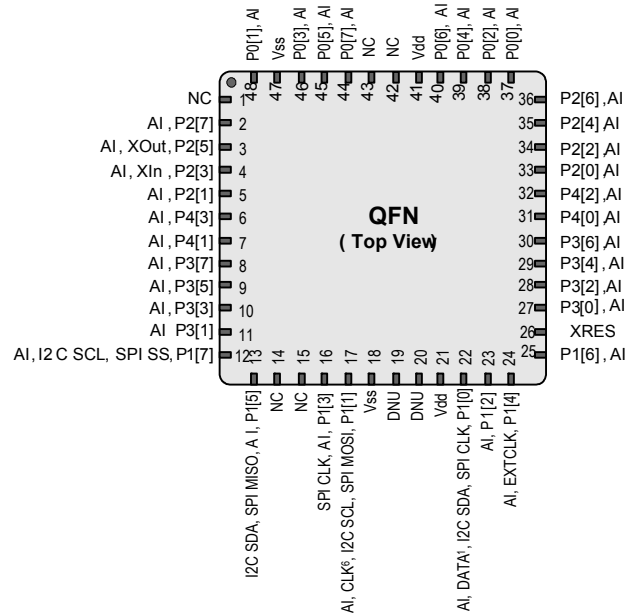 P0[1], AI
Vss
P0[3], AI
P0[5], AI
P0[7], AI
NC
NC
Vdd
P0[6], AI
P0[4], AI
P0[2], AI
P0[0], AI
48
47
46
45
44
43
42
41
40
39
38
37
NC 1
AI , P2[7] 2
AI , XOut, P2[5] 3
AI , XIn , P2[3] 4
AI , P2[1] 5
AI , P4[3] 6
AI , P4[1] 7
AI , P3[7] 8
AI , P3[5] 9
AI , P3[3] 10
AI P3[1] 11
AI , I2 C SCL, SPI SS, P1[7] 12
QFN
( Top View)
36 P2[6] ,AI
35 P2[4] ,AI
34 P2[2] ,AI
33 P2[0] ,AI
32 P4[2] ,AI
31 P4[0] ,AI
30 P3[6] ,AI
29 P3[4] ,AI
28 P3[2] ,AI
27 P3[0] , AI
26 XRES
25 P1[6] , AI
13
14
15
16
17
18
19
20
21
22
23
24
I2C SDA, SPI MISO, A I, P1[5]
NC
NC
SPI CLK, AI, P1[3]
AI, CLK6, I2C SCL, SPI MOSI, P1[1]
Vss
DNU
DNU
Vdd
AI, DATA1, I2C SDA, SPI CLK, P1[0]
AI, P1[2]
AI, EXTCLK, P1[4]